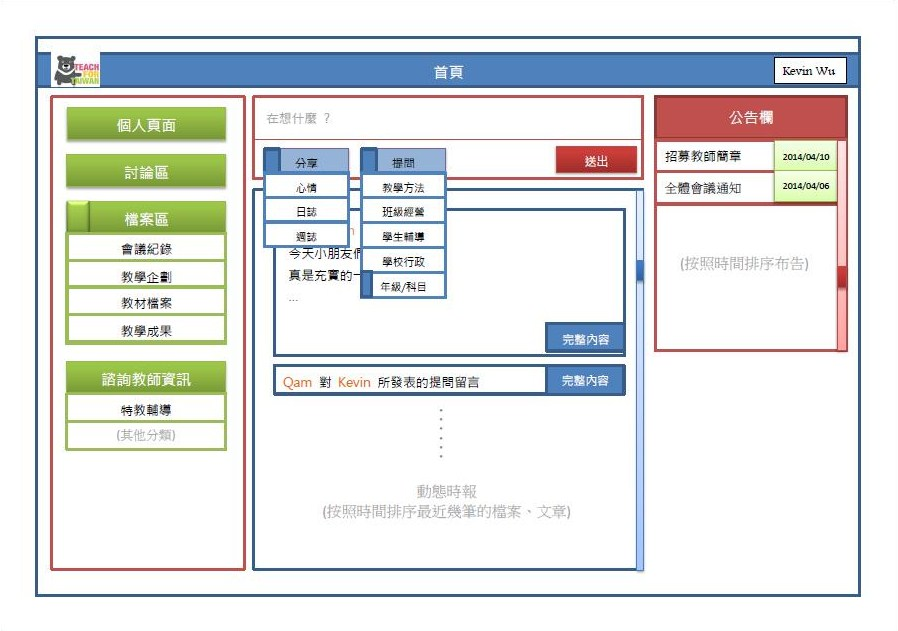 TEACH
FOR
TAIWAN
首頁
Kevin Wu
個人頁面
討論區
檔案區
會議紀錄
教學企劃
教材檔案
教學成果
諮詢教師資訊
特教輔導
(其他分類)
在想什麼 ?
分享
心情
日誌
週誌
提問
教學方法
班級經營
學生輔導
學校行政
年級/科目
送出
今天小朋友
真是充實的一
...
完整內容
Qam 對 Kevin 所發表的提問留言
完整內容
動態時報
(按照時間排序最近幾筆的檔案、文章)
公告欄
招募教師簡章
2014/04/10
全體會議通知
2014/04/06
(按照時間排序布告)